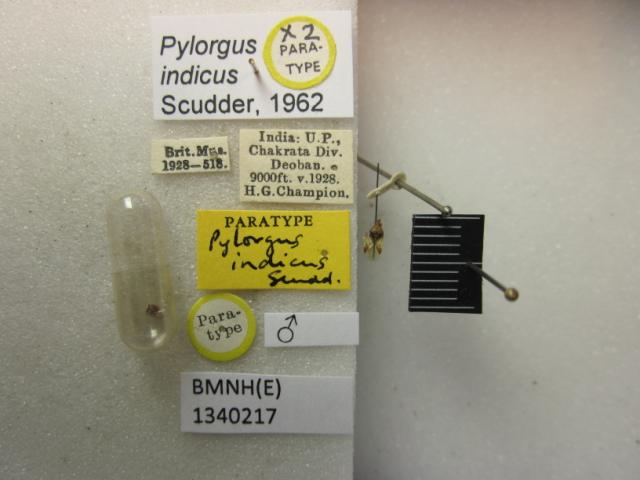 Pylorgus
indicus
Scudder, 1962
X2
PARA-
TYPE
Brit. Mus.
1928—518.
India: U.P.,
Chakrata Div.
Deoban.
9000ft. v.1928.
H.G.Champion.
PARATYPE
Pylorgus
indicus
Scudd.
Para-
type
♂
BMNH(E)
1340217